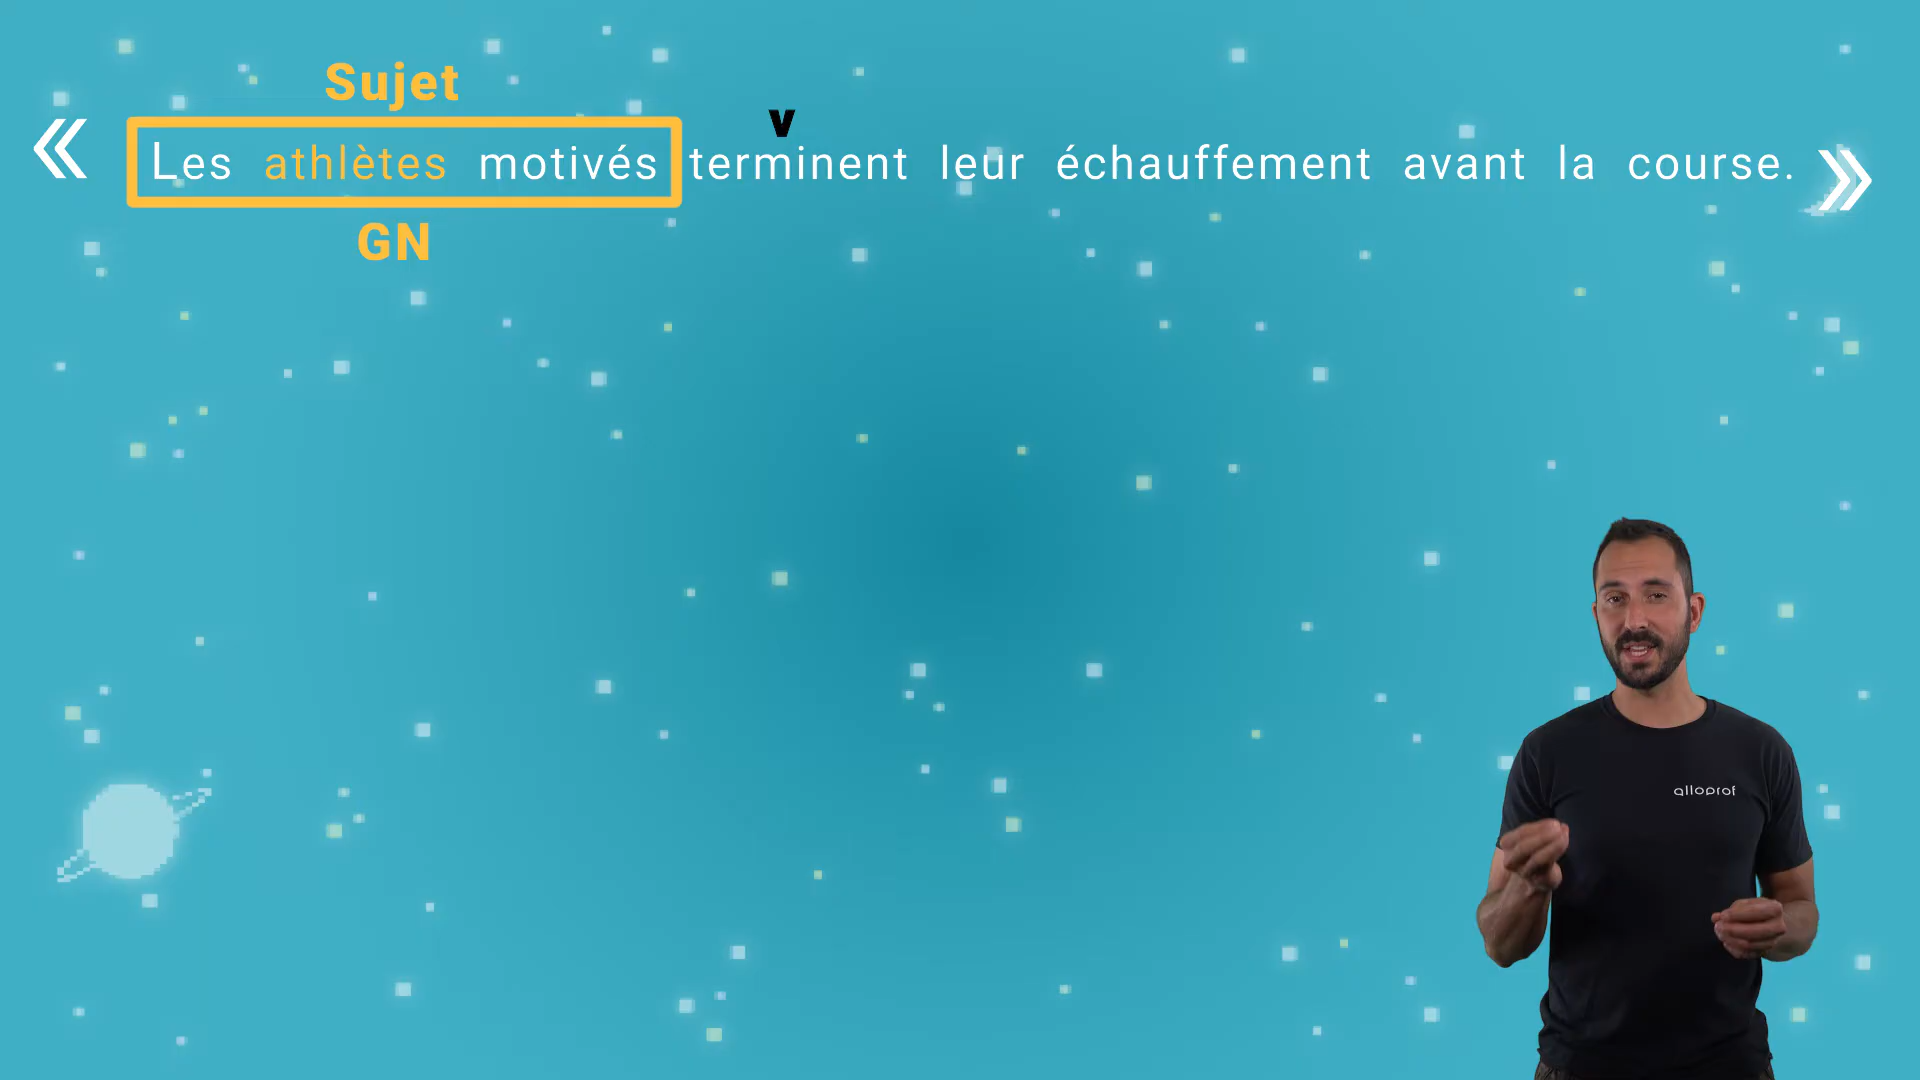 Sujet
V
« Les athlètes motivés terminent leur échauffement avant la course. »
GN
alloprof